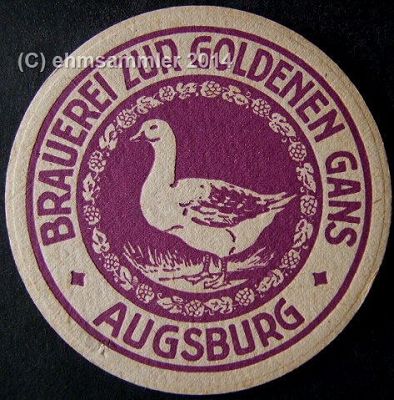 (C) ehmsammler 2014
BRAUEREI ZUR GOLDENEN GANS
AUGSBURG